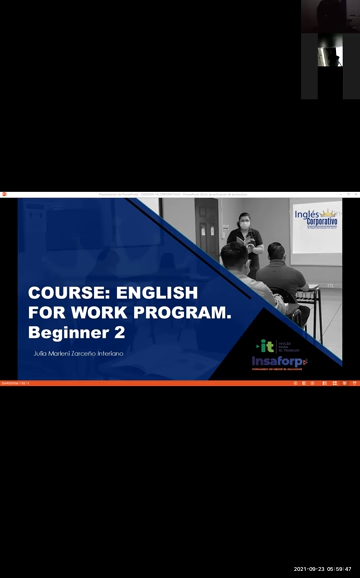 Inglés
Corporativo
COURSE: ENGLISH
FOR WORK PROGRAM.
Beginner 2
Julia Marleni Zarceño Interiano
it
Insaforp
2021-09-23 05:59:47